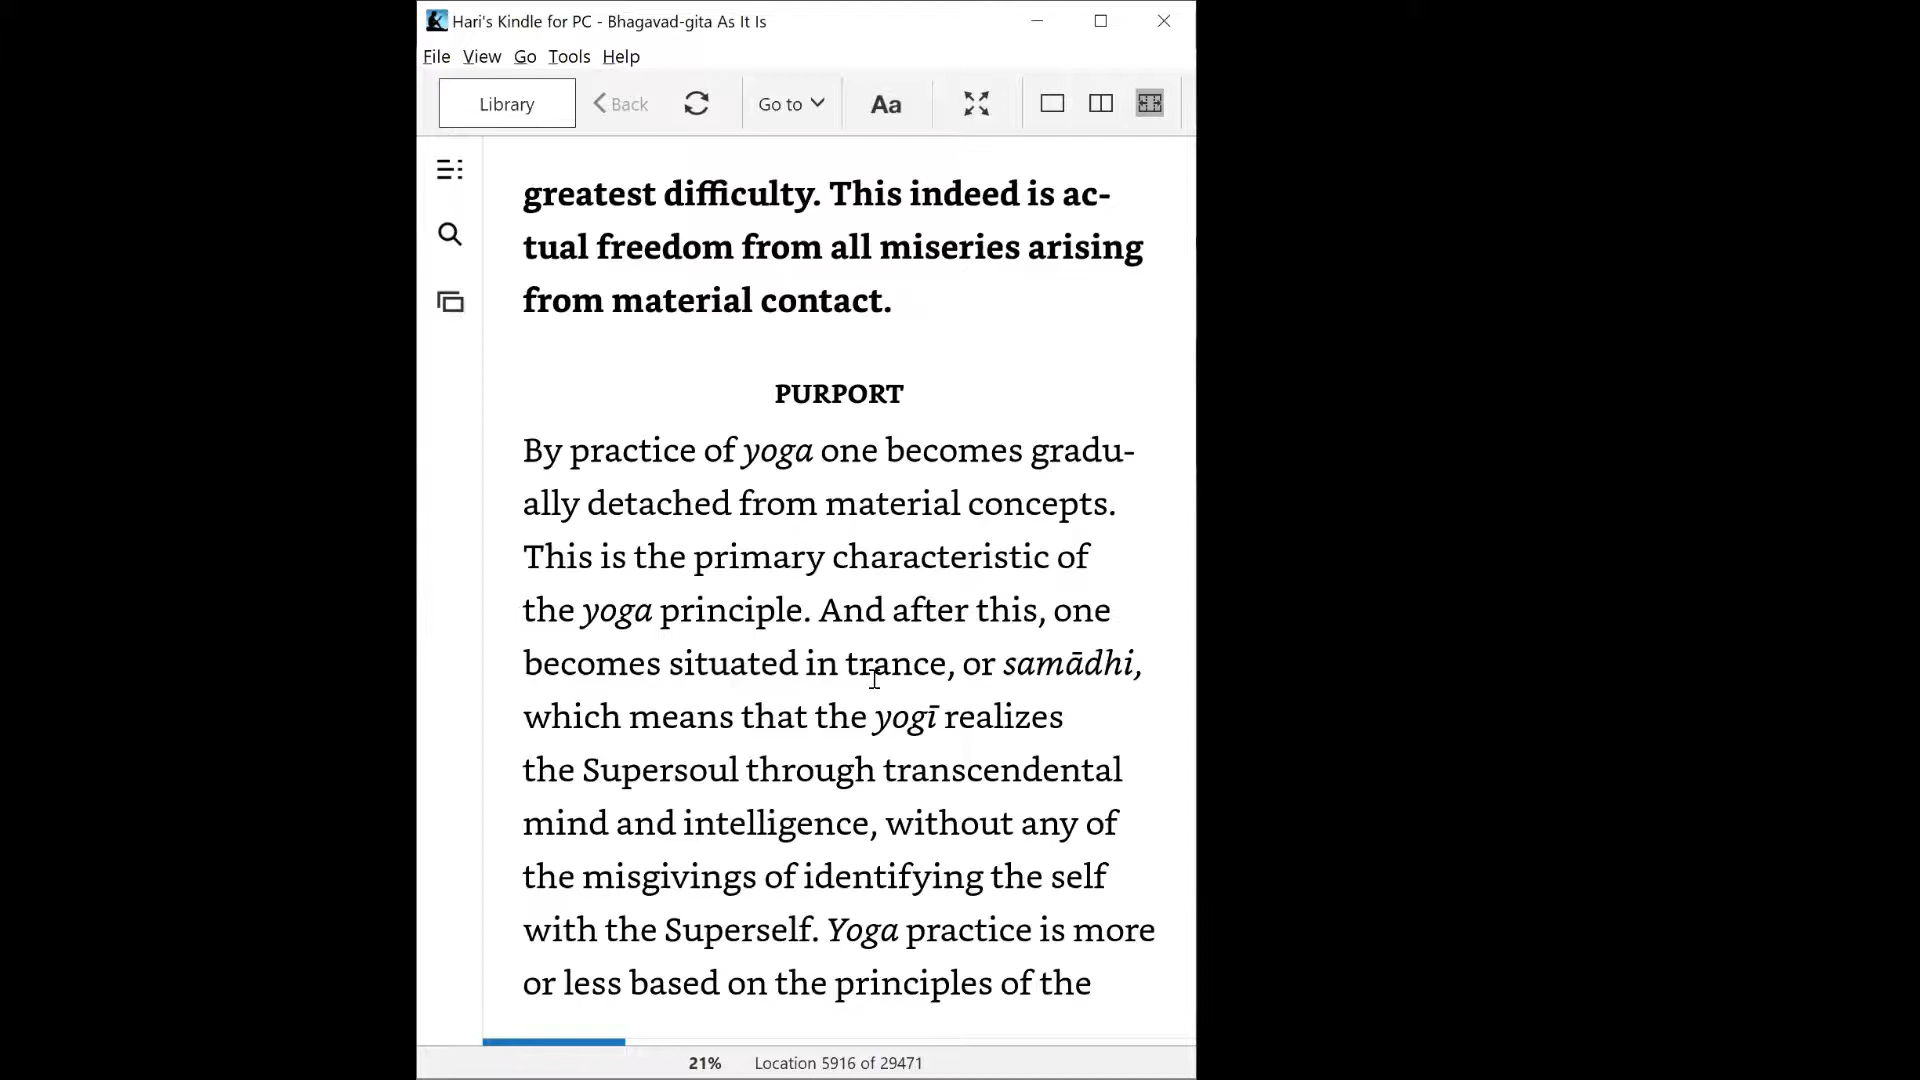 Hari's Kindle for PC - Bhagavad-gita As It Is
File View Go Tools Help
Library Back Go to Aa
greatest difficulty. This indeed is ac-
tual freedom from all miseries arising
from material contact.
PURPORT
By practice of yoga one becomes gradu-
ally detached from material concepts.
This is the primary characteristic of
the yoga principle. And after this, one
becomes situated in trance, or samādhi,
which means that the yogī realizes
the Supersoul through transcendental
mind and intelligence, without any of
the misgivings of identifying the self
with the Superself. Yoga practice is more
or less based on the principles of the
21% Location 5916 of 29471